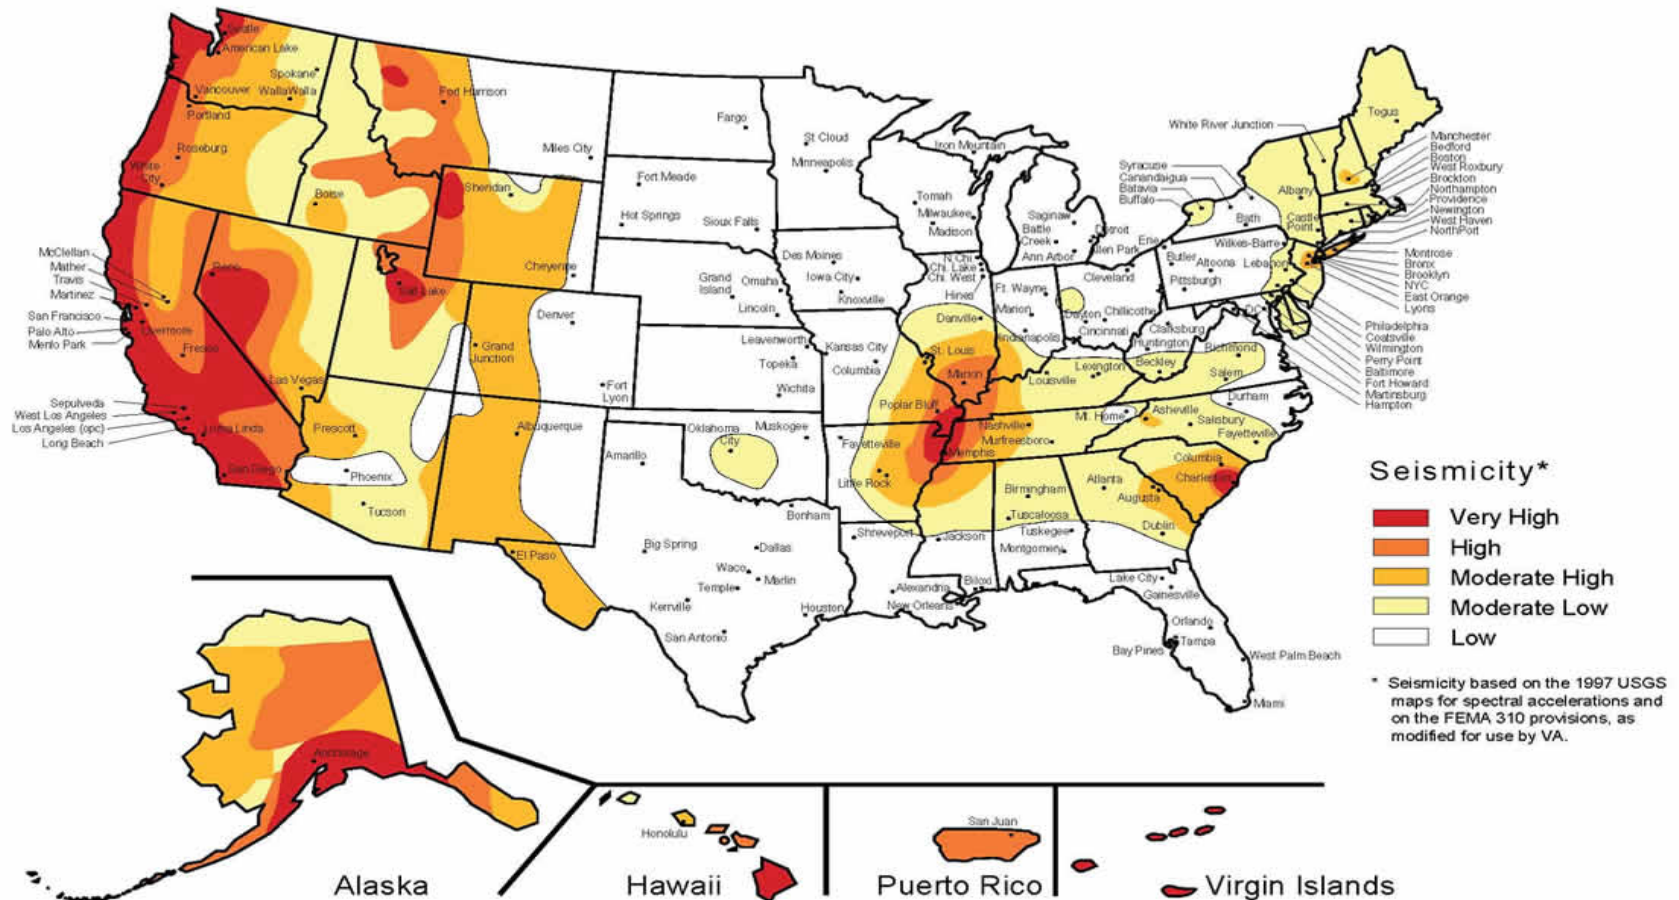 Seattle
American Lake
Spokane
Vancouver
WallaWalla
Portland
Roseburg
White
City
Boise
Fort Harrison
Miles City
Sheridan
Cheyenne
Fargo
Fort Meade
Hot Springs
Sioux Falls
St Cloud
Minneapolis
Iron Mountain
Tomah
Milwaukee
Madison
Saginaw
Battle
Creek
Detroit
Allen Park
Ann Arbor
N Chi
Chi. Lake
Chi. West
Hines
Des Moines
Iowa City
Knoxville
Grand
Island
Omaha
Lincoln
Ft. Wayne
Marion
Indianapolis
Danville
Cleveland
Erie
Dayton
Chillicothe
Cincinnati
Butler
Altoona
Pittsburgh
Wilkes-Barre
Lebanon
Clarksburg
Huntington
Beckley
DC
Richmond
Salem
White River Junction
Togus
Syracuse
Canandaigua
Batavia
Buffalo
Bath
Albany
Castle
Point
Manchester
Bedford
Boston
West Roxbury
Brockton
Northampton
Providence
Newington
West Haven
NorthPort
Montrose
Bronx
Brooklyn
NYC
East Orange
Lyons
Philadelphia
Coatsville
Wilmington
Perry Point
Baltimore
Fort Howard
Martinsburg
Hampton
McClellan
Mather
Travis
Martinez
San Francisco
Palo Alto
Menlo Park
Livermore
Fresno
Reno
Salt Lake
Las Vegas
Sepulveda
West Los Angeles
Los Angeles (opc)
Long Beach
Loma Linda
San Diego
Prescott
Phoenix
Tucson
Grand
Junction
Denver
Fort
Lyon
Albuquerque
El Paso
Leavenworth
Topeka
Wichita
Kansas City
Columbia
St. Louis
Marion
Poplar Bluff
Lousville
Lexington
Oklahoma
City
Muskogee
Fayetteville
Little Rock
Nashville
Murfreesboro
Memphis
Mt. Home
Asheville
Durham
Salisbury
Fayetteville
Columbia
Charleston
Atlanta
Augusta
Dublin
Birmingham
Tuscaloosa
Tuskegee
Montgomery
Jackson
Shreveport
Alexandria
Biloxi
New Orleans
Amarillo
Bonham
Big Spring
Dallas
Waco
Marlin
Temple
Kerrville
Houston
San Antonio
Lake City
Gainesville
Orlando
Tampa
Bay Pines
West Palm Beach
Miami
Seismicity*
Very High
High
Moderate High
Moderate Low
Low
* Seismicity based on the 1997 USGS
maps for spectral accelerations and
on the FEMA 310 provisions, as
modified for use by VA.
Anchorage
Alaska
Honolulu
Hawaii
San Juan
Puerto Rico
Virgin Islands